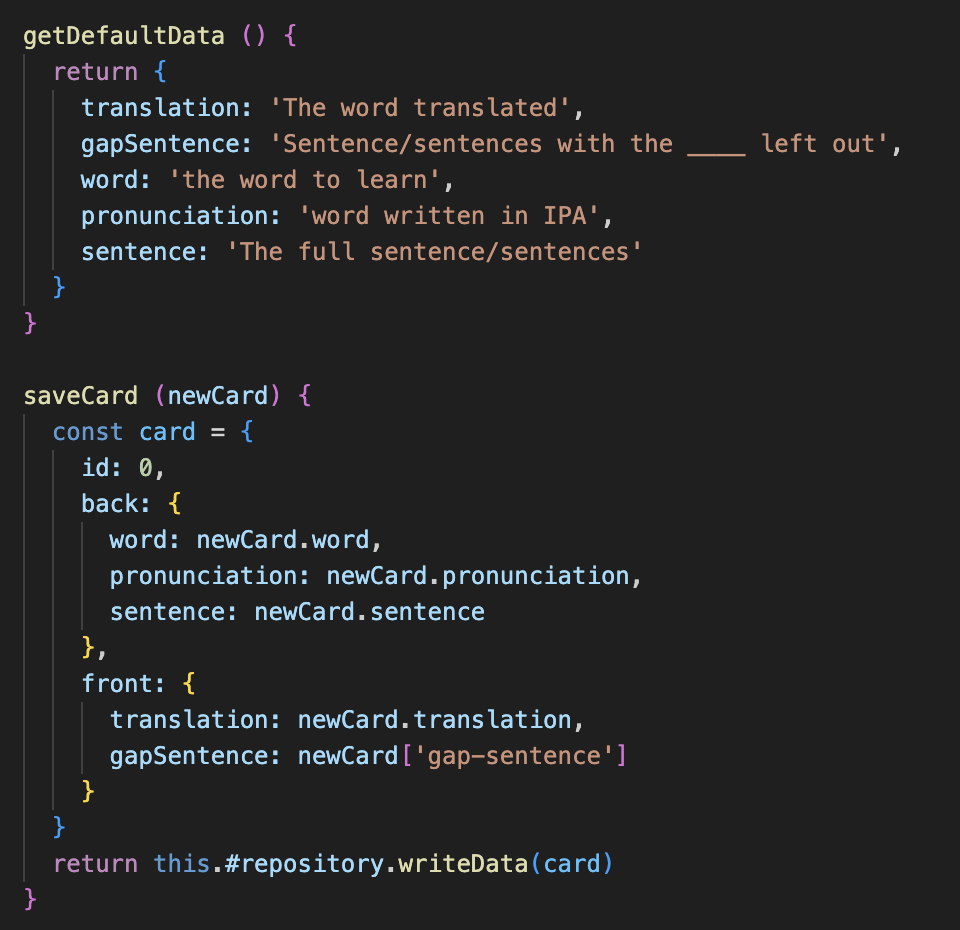 getDefaultData () {
  return {
    translation: 'The word translated',
    gapSentence: 'Sentence/sentences with the ____ left out',
    word: 'the word to learn',
    pronunciation: 'word written in IPA',
    sentence: 'The full sentence/sentences'
  }
}

saveCard (newCard) {
  const card = {
    id: 0,
    back: {
      word: newCard.word,
      pronunciation: newCard.pronunciation,
      sentence: newCard.sentence
    },
    front: {
      translation: newCard.translation,
      gapSentence: newCard['gap-sentence']
    }
  }
  return this.#repository.writeData(card)
}